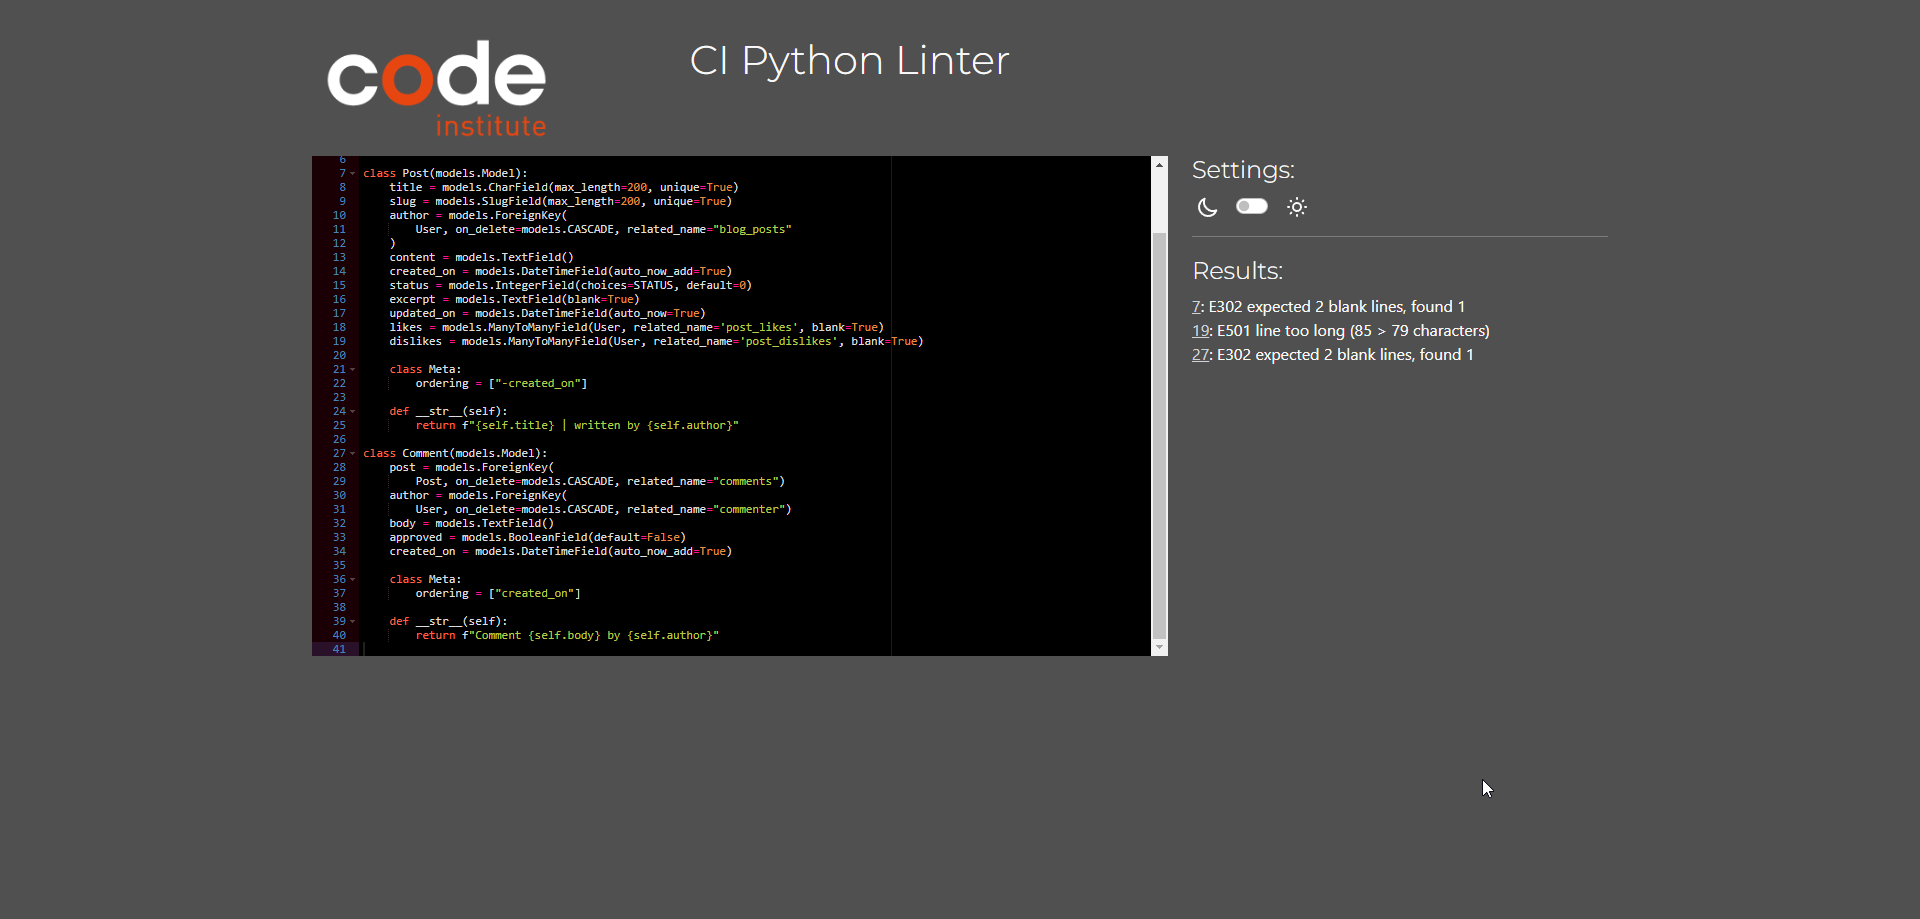 code
institute
CI Python Linter
6
7 class Post(models.Model):
8     title = models.CharField(max_length=200, unique=True)
9     slug = models.SlugField(max_length=200, unique=True)
10     author = models.ForeignKey(
11         User, on_delete=models.CASCADE, related_name="blog_posts"
12     )
13     content = models.TextField()
14     created_on = models.DateTimeField(auto_now_add=True)
15     status = models.IntegerField(choices=STATUS, default=0)
16     excerpt = models.TextField(blank=True)
17     updated_on = models.DateTimeField(auto_now=True)
18     likes = models.ManyToManyField(User, related_name='post_likes', blank=True)
19     dislikes = models.ManyToManyField(User, related_name='post_dislikes', blank=True)
20
21     class Meta:
22         ordering = ["-created_on"]
23
24     def __str__(self):
25         return f"{self.title} | written by {self.author}"
26
27 class Comment(models.Model):
28     post = models.ForeignKey(
29         Post, on_delete=models.CASCADE, related_name="comments")
30     author = models.ForeignKey(
31         User, on_delete=models.CASCADE, related_name="commenter")
32     body = models.TextField()
33     approved = models.BooleanField(default=False)
34     created_on = models.DateTimeField(auto_now_add=True)
35
36     class Meta:
37         ordering = ["created_on"]
38
39     def __str__(self):
40         return f"Comment {self.body} by {self.author}"
41
Settings:
Results:
7: E302 expected 2 blank lines, found 1
19: E501 line too long (85 > 79 characters)
27: E302 expected 2 blank lines, found 1